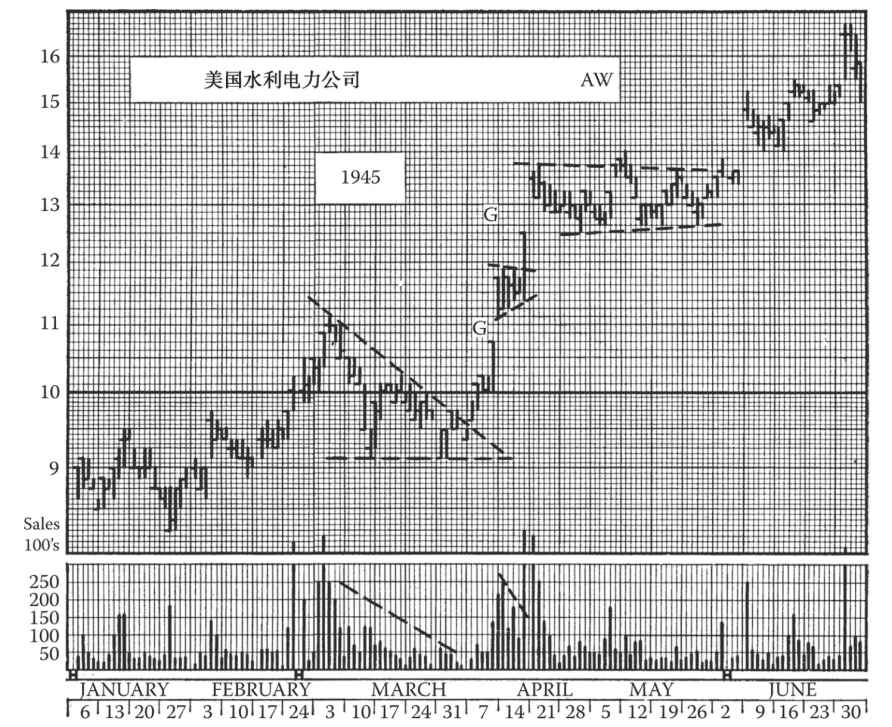 16
美国水利电力公司 AW
15
14
1945
13
G
12
11
G
10
9
Sales
100's
250
200
150
100
50
JANUARY FEBRUARY MARCH APRIL MAY JUNE
6 13 20 27 3 10 17 24 3 10 17 24 31 7 14 21 28 5 12 19 26 2 9 16 23 30